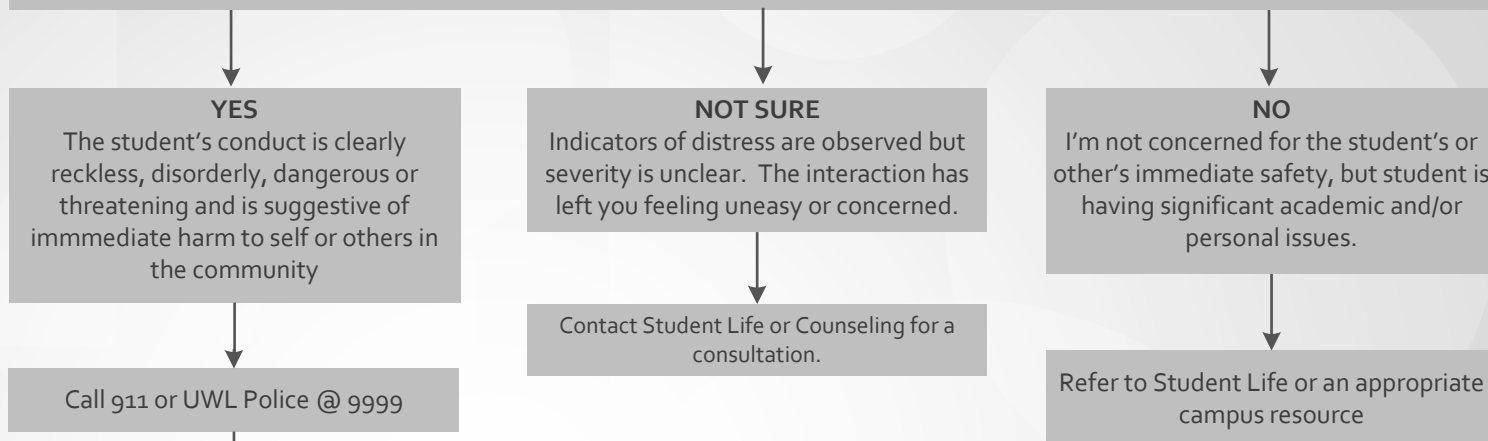 YES
The student's conduct is clearly
reckless, disorderly, dangerous or
threatening and is suggestive of
immmediate harm to self or others in
the community
Call 911 or UWL Police @ 9999
NOT SURE
Indicators of distress are observed but
severity is unclear.  The interaction has
left you feeling uneasy or concerned.
Contact Student Life or Counseling for a
consultation.
NO
I'm not concerned for the student's or
other's immediate safety, but student is
having significant academic and/or
personal issues.
Refer to Student Life or an appropriate
campus resource